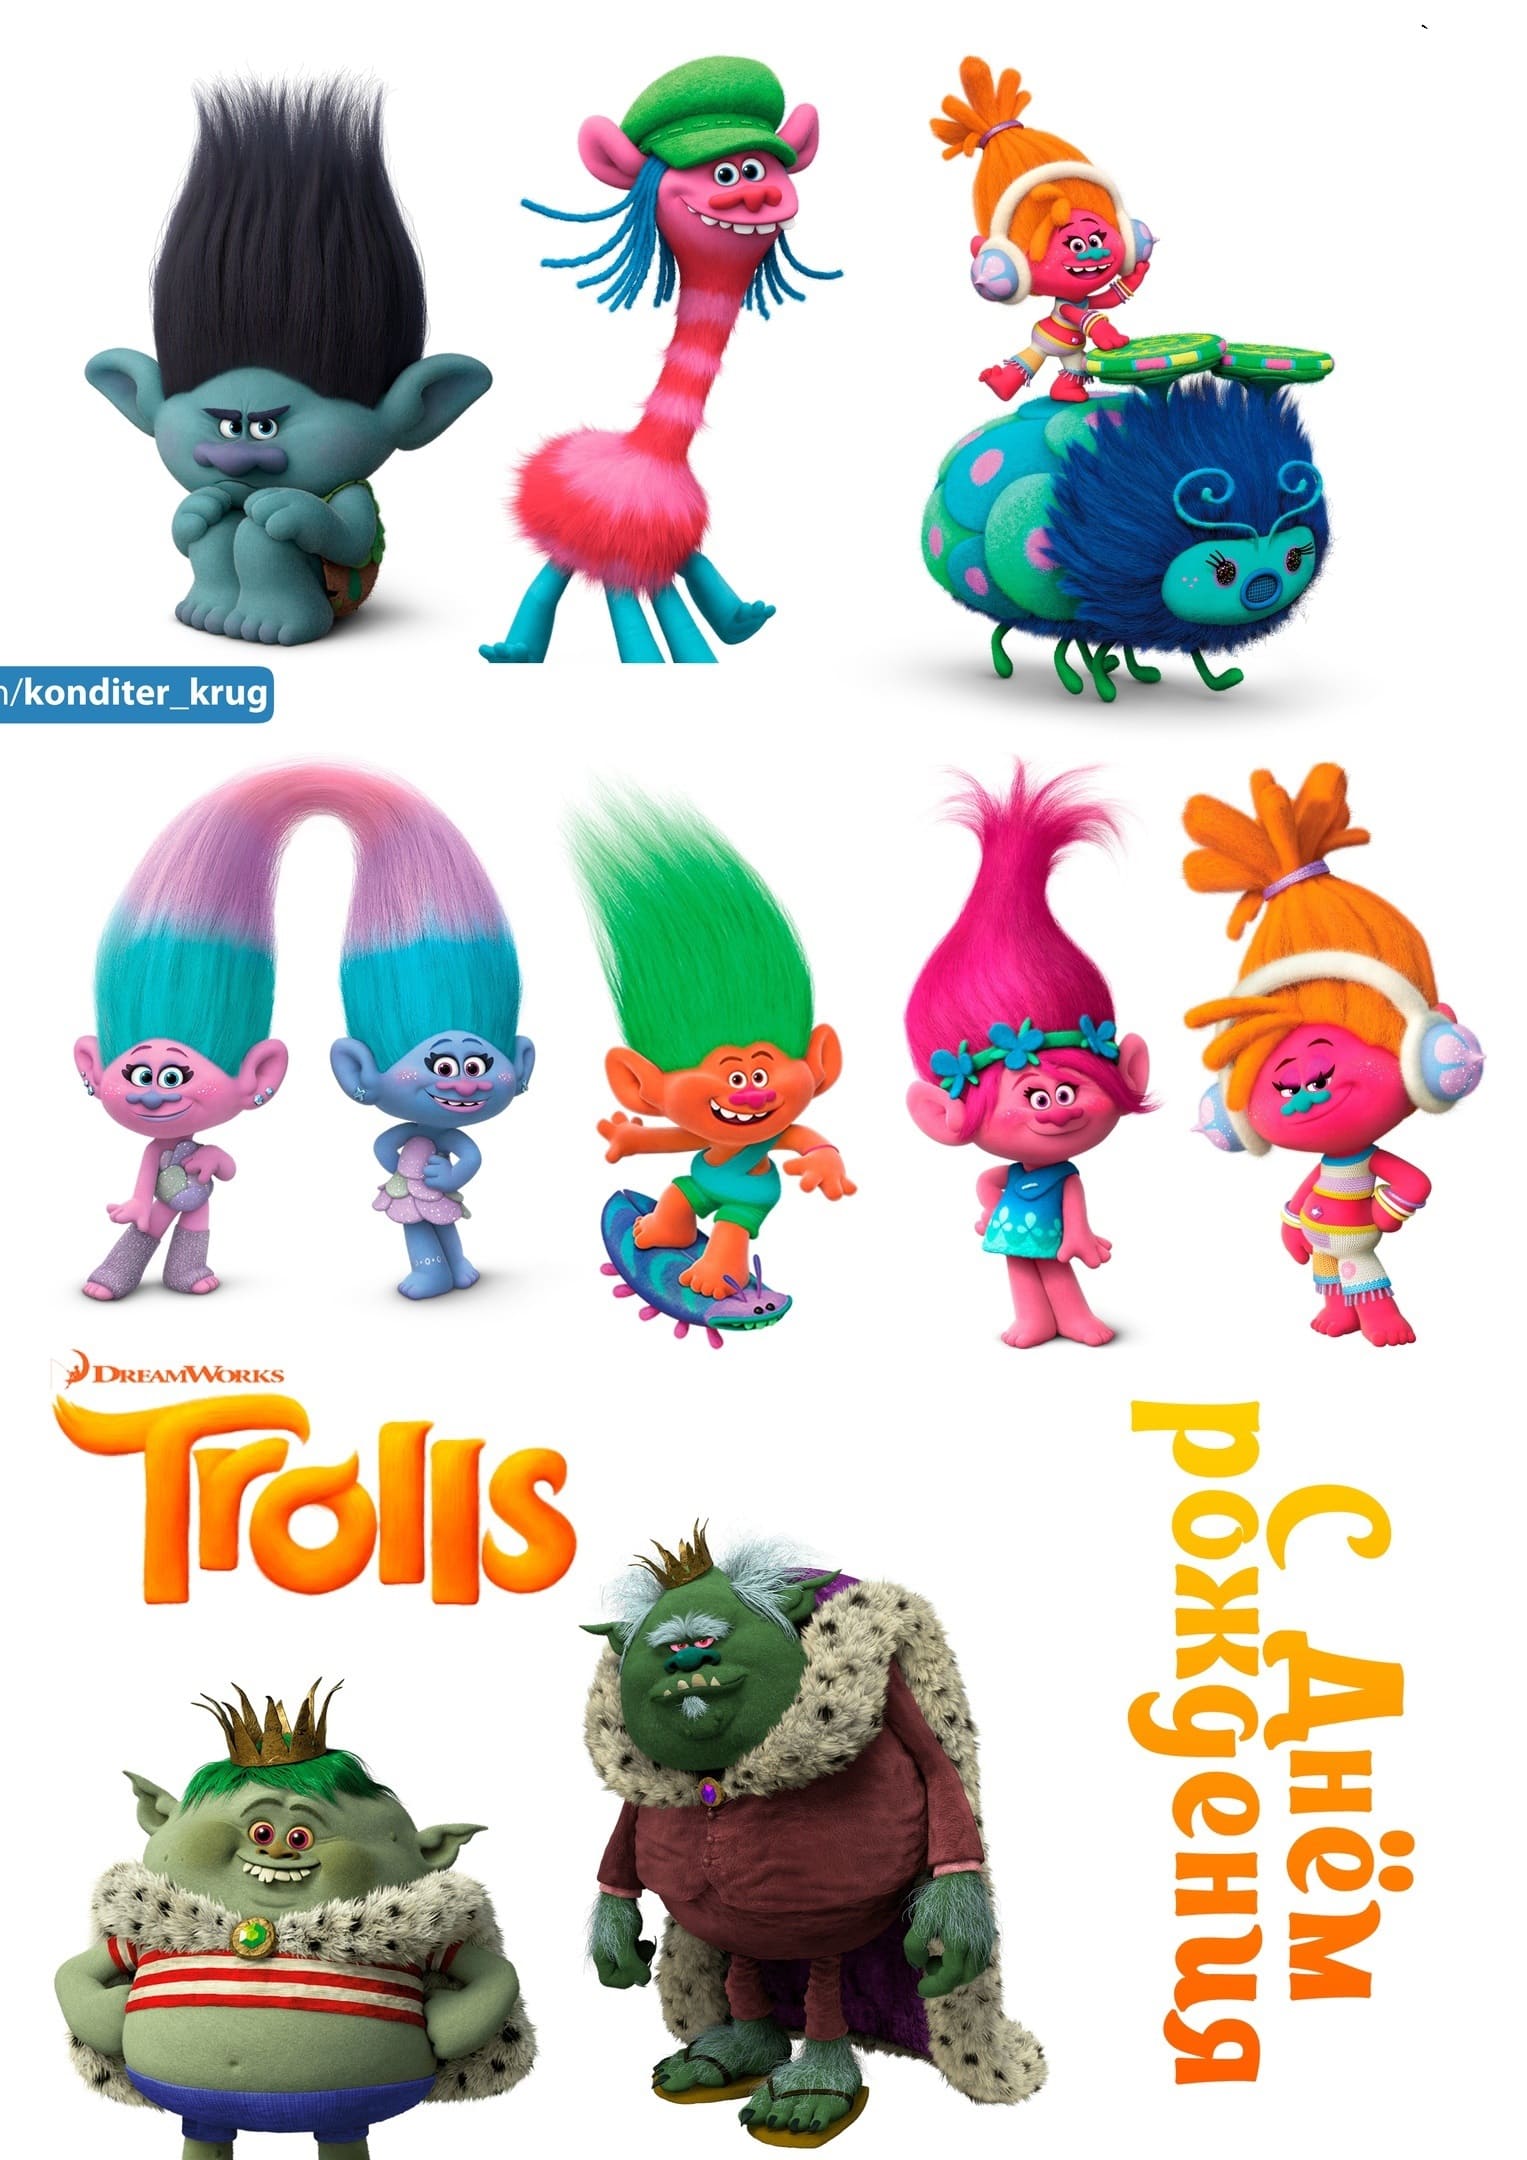 n/konditer_krug
DREAMWORKS
Trolls
С Днём
рождения